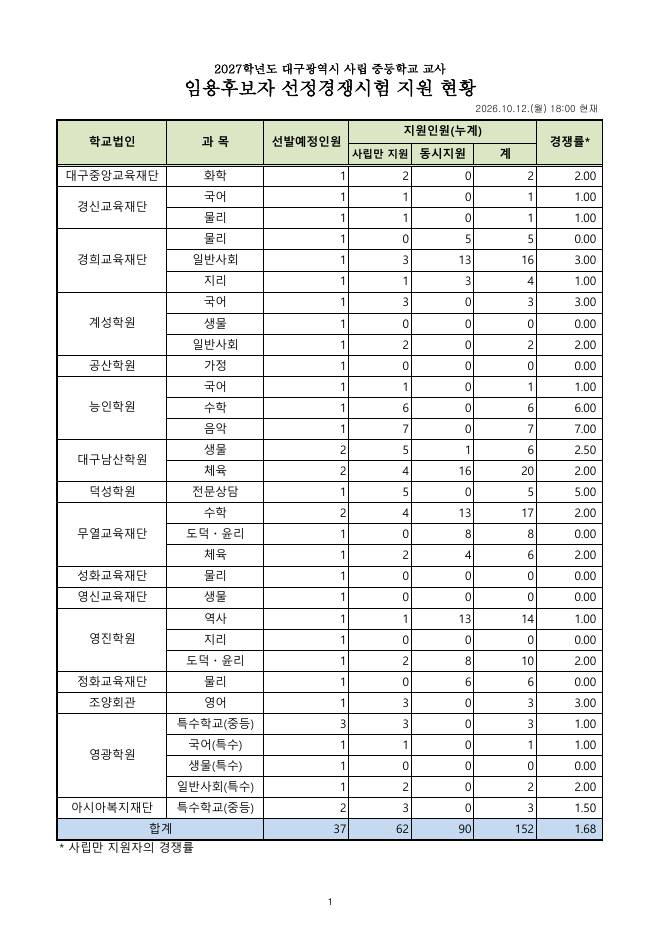 2027학년도 대구광역시 사립 중등학교 교사
임용후보자 선정경쟁시험 지원 현황
2026.10.12.(월) 18:00 현재
학교법인 과 목 선발예정인원 지원인원(누계) 경쟁률*
사립만 지원 동시지원 계
대구중앙교육재단 화학 1 2 0 2 2.00
경신교육재단 국어 1 1 0 1 1.00
물리 1 1 0 1 1.00
경희교육재단 물리 1 0 5 5 0.00
일반사회 1 3 13 16 3.00
지리 1 1 3 4 1.00
계성학원 국어 1 3 0 3 3.00
생물 1 0 0 0 0.00
일반사회 1 2 0 2 2.00
공산학원 가정 1 0 0 0 0.00
능인학원 국어 1 1 0 1 1.00
수학 1 6 0 6 6.00
음악 1 7 0 7 7.00
대구남산학원 생물 2 5 1 6 2.50
체육 2 4 16 20 2.00
덕성학원 전문상담 1 5 0 5 5.00
무열교육재단 수학 2 4 13 17 2.00
도덕・윤리 1 0 8 8 0.00
체육 1 2 4 6 2.00
성화교육재단 물리 1 0 0 0 0.00
영신교육재단 생물 1 0 0 0 0.00
영진학원 역사 1 1 13 14 1.00
지리 1 0 0 0 0.00
도덕・윤리 1 2 8 10 2.00
정화교육재단 물리 1 0 6 6 0.00
조양회관 영어 1 3 0 3 3.00
영광학원 특수학교(중등) 3 3 0 3 1.00
국어(특수) 1 1 0 1 1.00
생물(특수) 1 0 0 0 0.00
일반사회(특수) 1 2 0 2 2.00
아시아복지재단 특수학교(중등) 2 3 0 3 1.50
합계 37 62 90 152 1.68
* 사립만 지원자의 경쟁률
1